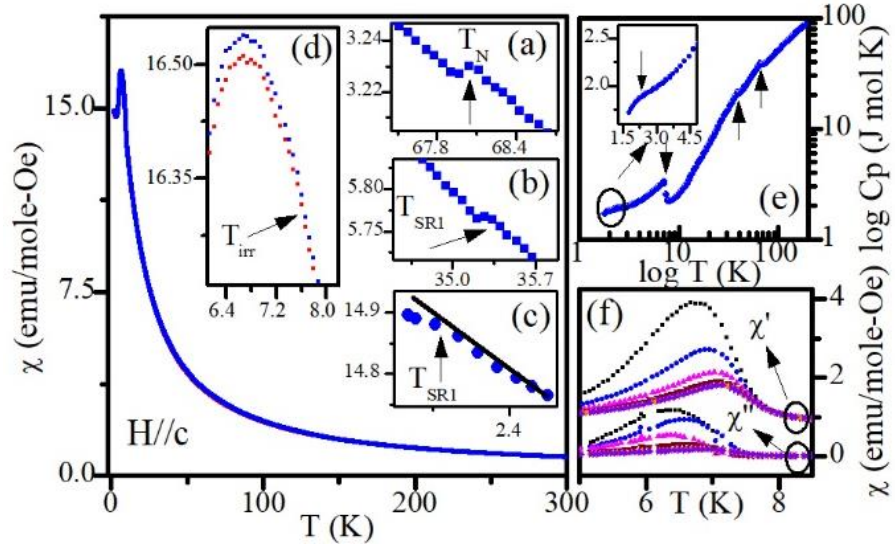 χ (emu/mole-Oe)
15.0
7.5
0.0
0
100
200
300
T (K)
H//c
(d)
16.50
16.35
6.4
7.2
8.0
T_irr
(a)
T_N
3.24
3.22
67.8
68.4
(b)
T_SR1
5.80
5.75
35.0
35.7
(c)
T_SR1
14.9
14.8
2.4
(e)
2.5
2.0
1.5
3.0
4.5
1
10
100
log T (K)
100
10
1
log Cp (J mol K)
(f)
χ'
χ"
4
2
0
0
6
8
T (K)
χ (emu/mole-Oe)